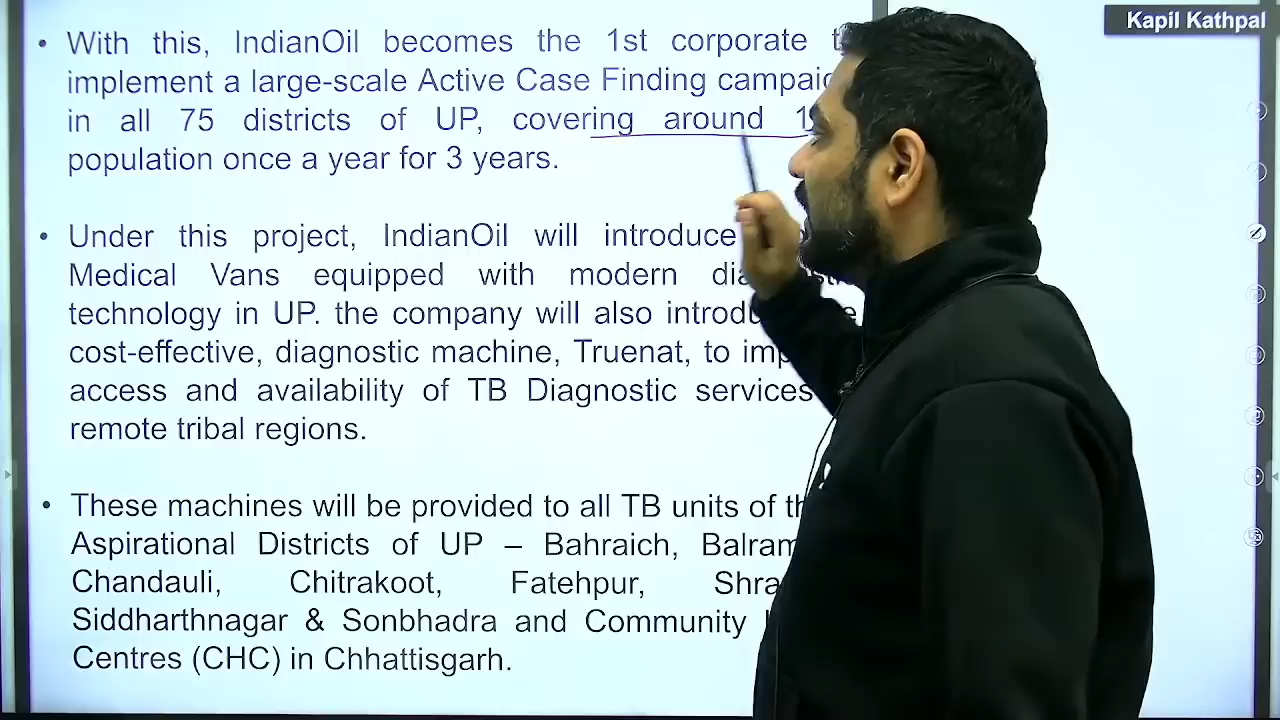 Kapil Kathpal
• With this, IndianOil becomes the 1st corporate
implement a large-scale Active Case Finding
in all 75 districts of UP, covering around
population once a year for 3 years.
• Under this project, IndianOil will introduce
Medical Vans equipped with modern
technology in UP. the company will also
cost-effective, diagnostic machine, Truenat, to
access and availability of TB Diagnostic services
remote tribal regions.
• These machines will be provided to all TB units of
Aspirational Districts of UP – Bahraich,
Chandauli, Chitrakoot, Fatehpur,
Siddharthnagar & Sonbhadra and Community
Centres (CHC) in Chhattisgarh.